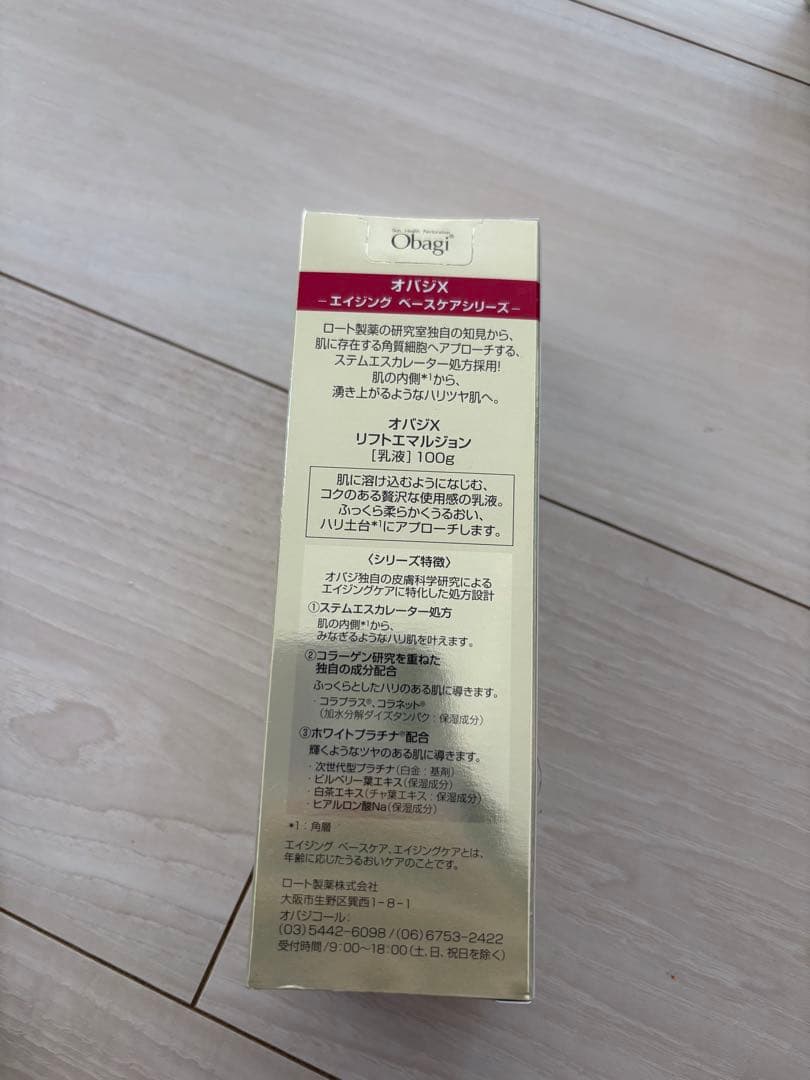 Skin Health Restoration
Obagi®
オバジX
−エイジング ベースケアシリーズ−
ロート製薬の研究室独自の知見から、
肌に存在する角質細胞へアプローチする、
ステムエスカレーター処方採用!
肌の内側*1から、
湧き上がるようなハリツヤ肌へ。
オバジX
リフトエマルジョン
[乳液] 100g
肌に溶け込むようになじむ、
コクのある贅沢な使用感の乳液。
ふっくら柔らかくうるおい、
ハリ土台*1にアプローチします。
〈シリーズ特徴〉
オバジ独自の皮膚科学研究による
エイジングケアに特化した処方設計
①ステムエスカレーター処方
肌の内側*1から、
みなぎるようなハリ肌を叶えます。
②コラーゲン研究を重ねた
独自の成分配合
ふっくらとしたハリのある肌に導きます。
・コラプラス®、コラネット®
(加水分解ダイズタンパク:保湿成分)
③ホワイトプラチナ®配合
輝くようなツヤのある肌に導きます。
・次世代型プラチナ(白金:基剤)
・ビルベリー葉エキス(保湿成分)
・白茶エキス(チャ葉エキス:保湿成分)
・ヒアルロン酸Na(保湿成分)
*1:角層
エイジング ベースケア、エイジングケアとは、
年齢に応じたうるおいケアのことです。
ロート製薬株式会社
大阪市生野区巽西1-8-1
オバジコール:
(03)5442-6098/(06)6753-2422
受付時間/9:00〜18:00(土、日、祝日を除く)